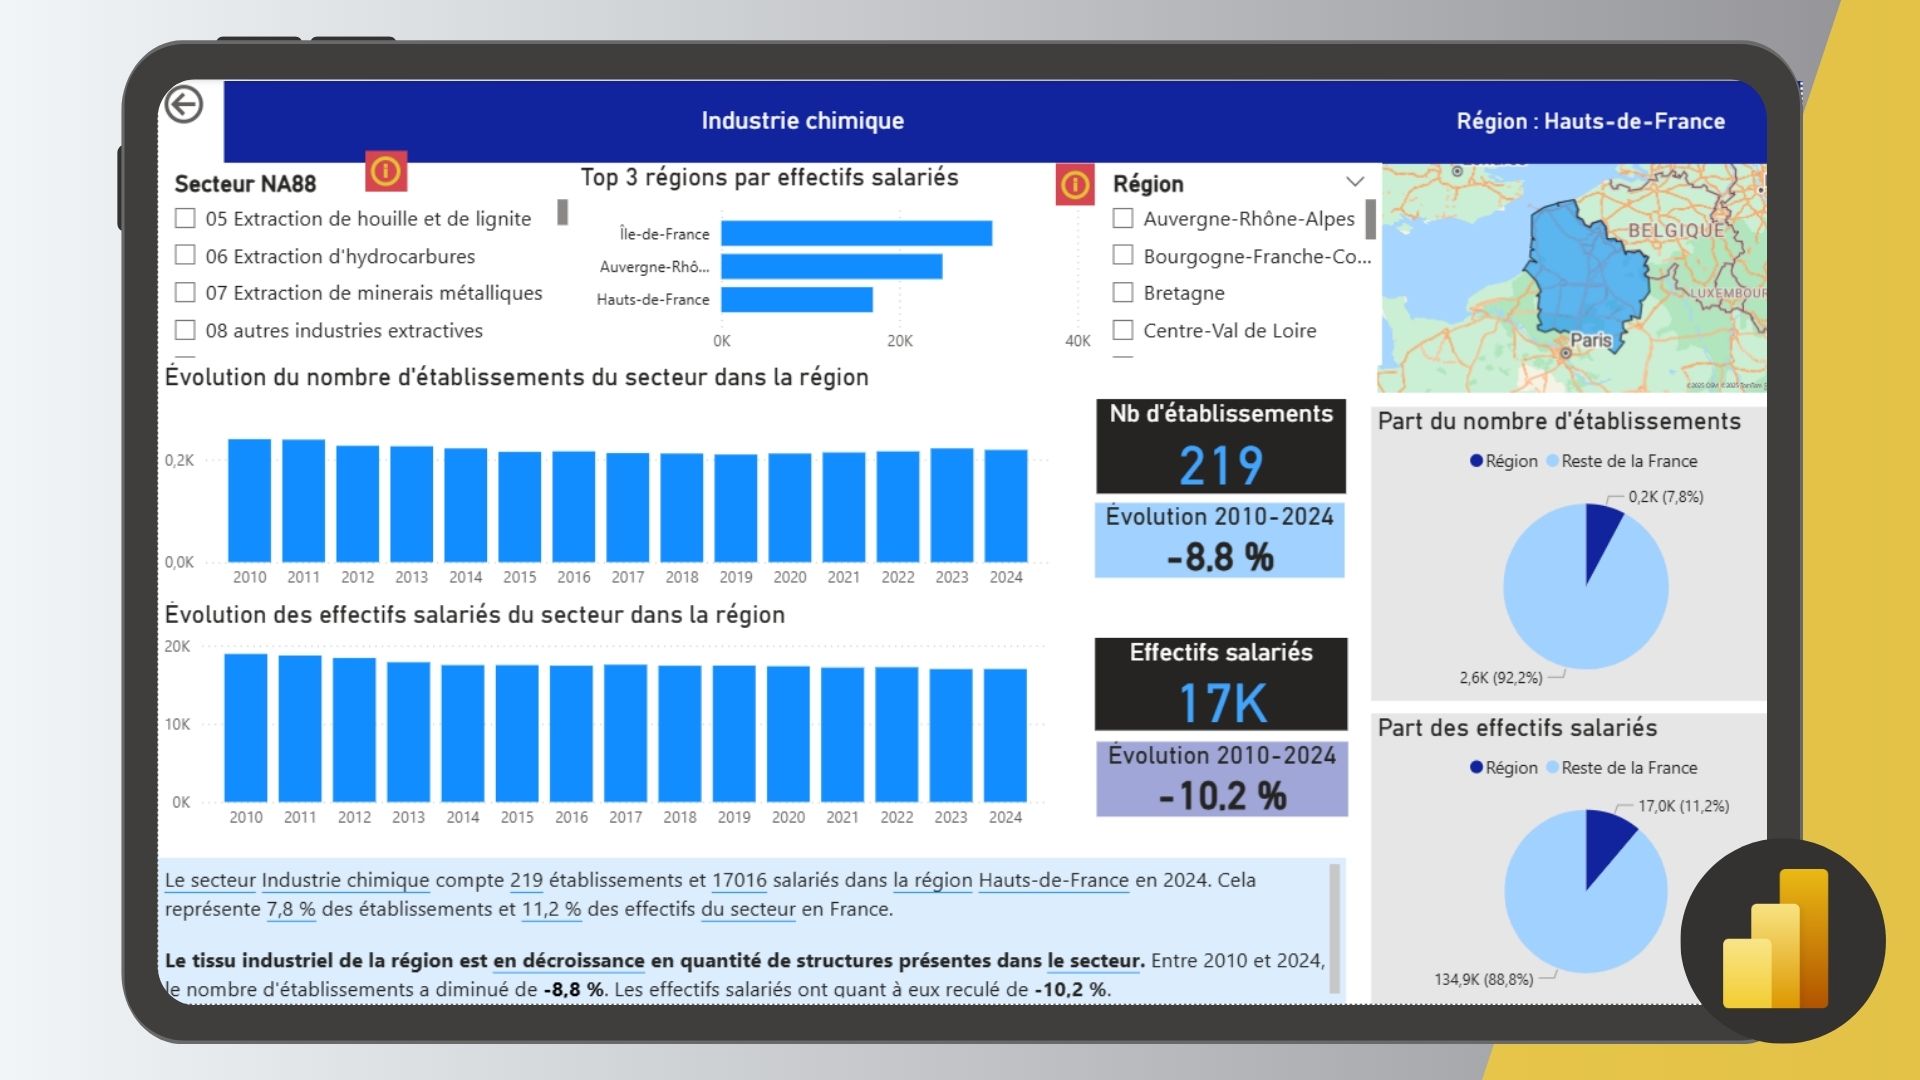 Industrie chimique
Région : Hauts-de-France
Secteur NA88
05 Extraction de houille et de lignite
06 Extraction d'hydrocarbures
07 Extraction de minerais métalliques
08 autres industries extractives
Top 3 régions par effectifs salariés
Île-de-France
Auvergne-Rhô...
Hauts-de-France
0K
20K
40K
Région
Auvergne-Rhône-Alpes
Bourgogne-Franche-Co...
Bretagne
Centre-Val de Loire
BELGIQUE
LUXEMBOUR
Paris
Évolution du nombre d'établissements du secteur dans la région
0,2K
0,0K
2010 2011 2012 2013 2014 2015 2016 2017 2018 2019 2020 2021 2022 2023 2024
Nb d'établissements
219
Évolution 2010-2024
-8.8 %
Part du nombre d'établissements
Région Reste de la France
0,2K (7,8%)
2,6K (92,2%)
Évolution des effectifs salariés du secteur dans la région
20K
10K
0K
2010 2011 2012 2013 2014 2015 2016 2017 2018 2019 2020 2021 2022 2023 2024
Effectifs salariés
17K
Évolution 2010-2024
-10.2 %
Part des effectifs salariés
Région Reste de la France
17,0K (11,2%)
134,9K (88,8%)
Le secteur Industrie chimique compte 219 établissements et 17016 salariés dans la région Hauts-de-France en 2024. Cela
représente 7,8 % des établissements et 11,2 % des effectifs du secteur en France.
Le tissu industriel de la région est en décroissance en quantité de structures présentes dans le secteur. Entre 2010 et 2024,
le nombre d'établissements a diminué de -8,8 %. Les effectifs salariés ont quant à eux reculé de -10,2 %.